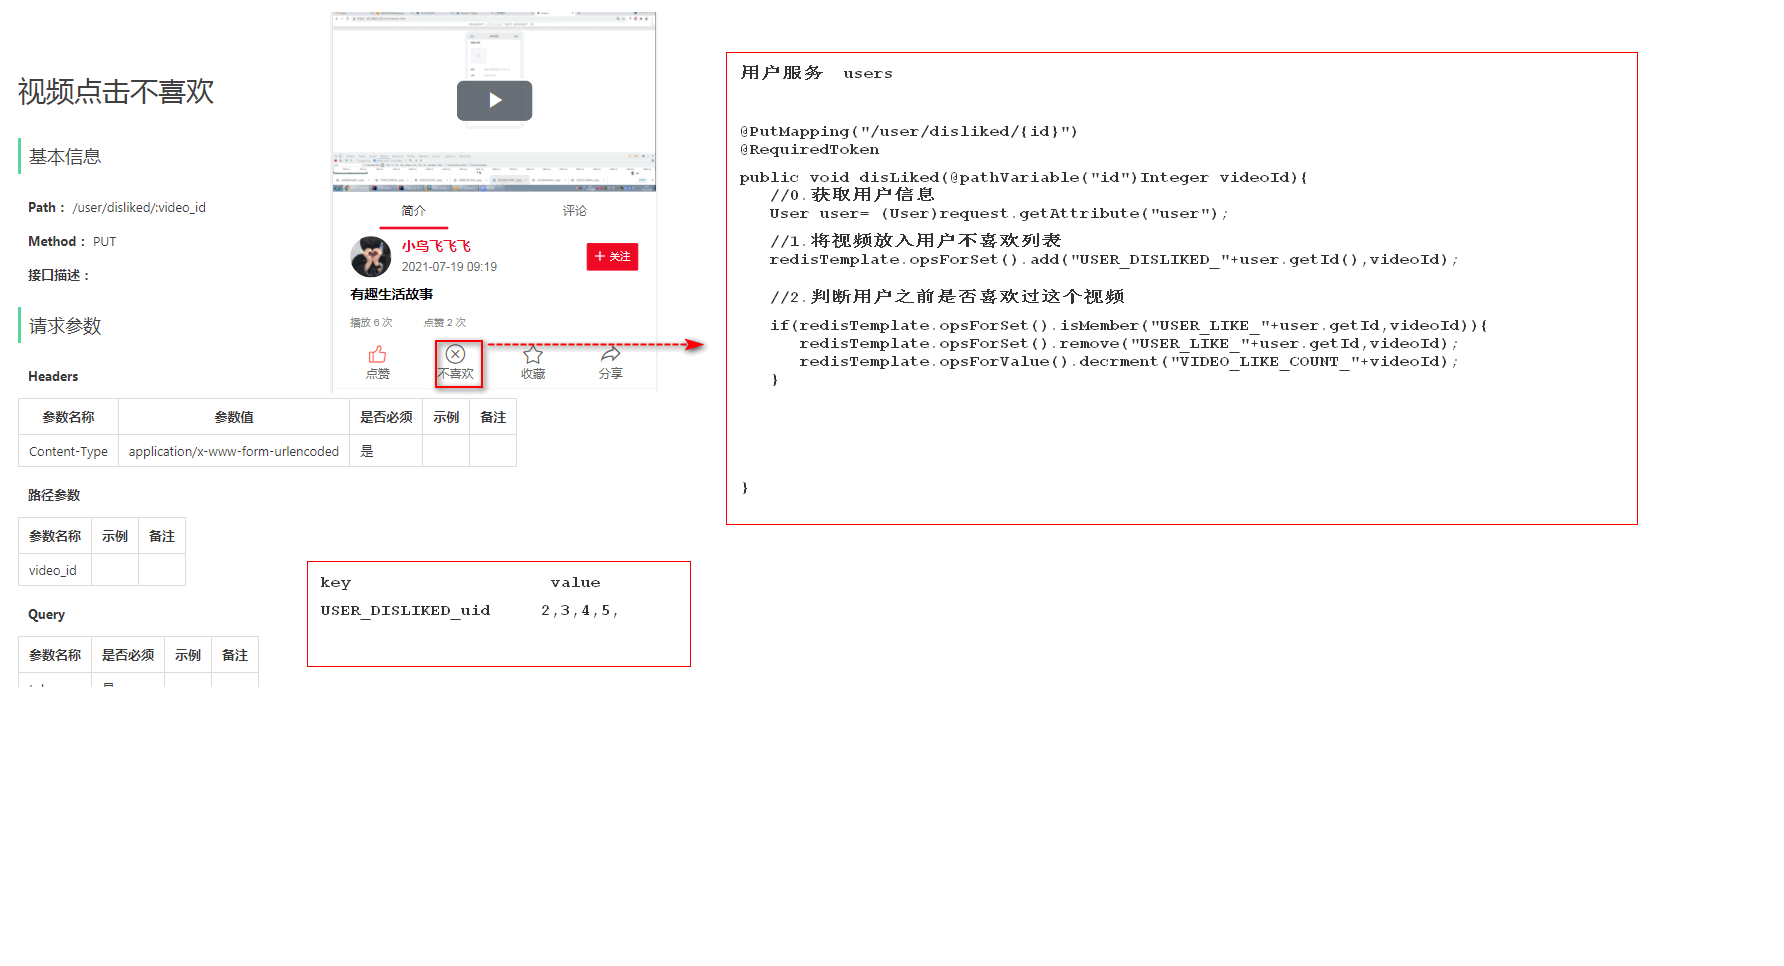 视频点击不喜欢
基本信息
Path： /user/disliked/:video_id
Method： PUT
接口描述：
请求参数
Headers
参数名称 参数值 是否必须 示例 备注
Content-Type application/x-www-form-urlencoded 是
路径参数
参数名称 示例 备注
video_id
Query
参数名称 是否必须 示例 备注
是
简介 评论
小鸟飞飞飞
2021-07-19 09:19
+ 关注
有趣生活故事
播放 6 次 点赞 2 次
点赞 不喜欢 收藏 分享
key value
USER_DISLIKED_uid 2,3,4,5,
用户服务 users
@PutMapping("/user/disliked/{id}")
@RequiredToken
public void disLiked(@pathVariable("id")Integer videoId){
//0.获取用户信息
User user= (User)request.getAttribute("user");
//1.将视频放入用户不喜欢列表
redisTemplate.opsForSet().add("USER_DISLIKED_"+user.getId(),videoId);
//2.判断用户之前是否喜欢过这个视频
if(redisTemplate.opsForSet().isMember("USER_LIKE_"+user.getId,videoId)){
redisTemplate.opsForSet().remove("USER_LIKE_"+user.getId,videoId);
redisTemplate.opsForValue().decrment("VIDEO_LIKE_COUNT_"+videoId);
}
}